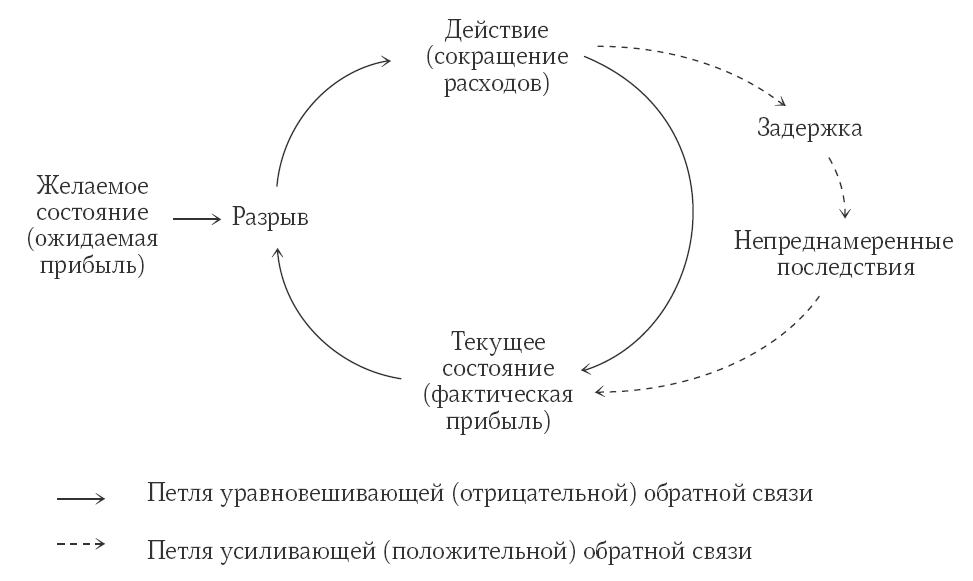 Действие
(сокращение
расходов)
Задержка
Желаемое
состояние
(ожидаемая
прибыль)
Разрыв
Непреднамеренные
последствия
Текущее
состояние
(фактическая
прибыль)
Петля уравновешивающей (отрицательной) обратной связи
Петля усиливающей (положительной) обратной связи